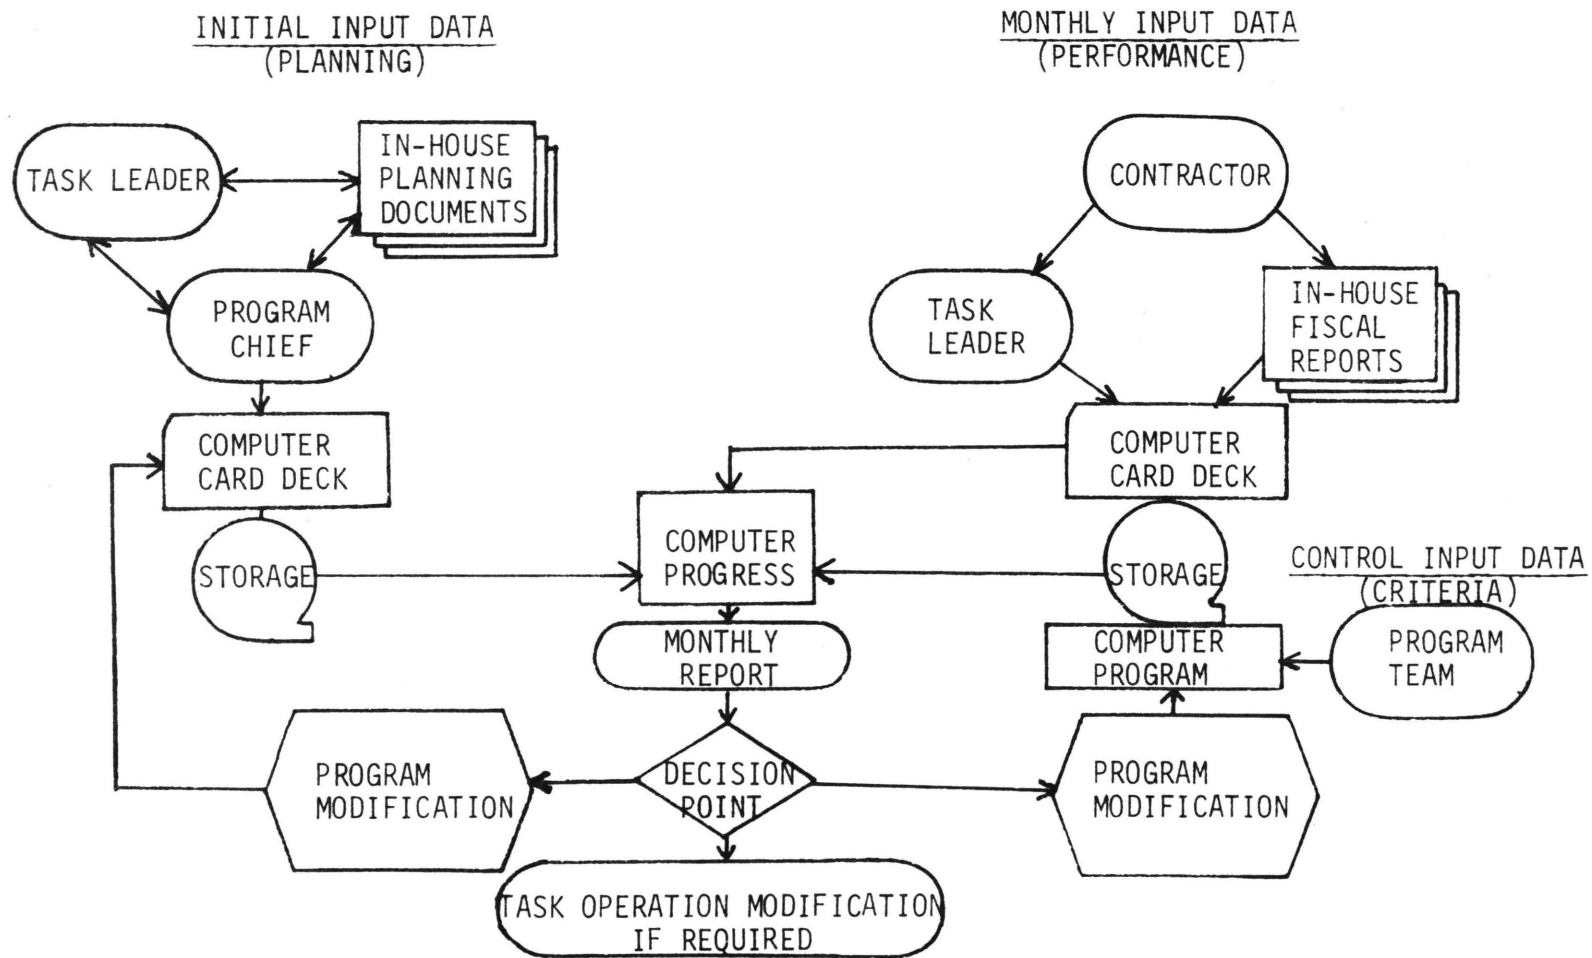 INITIAL INPUT DATA
(PLANNING)
MONTHLY INPUT DATA
(PERFORMANCE)
TASK LEADER
IN-HOUSE
PLANNING
DOCUMENTS
CONTRACTOR
PROGRAM
CHIEF
TASK
LEADER
IN-HOUSE
FISCAL
REPORTS
COMPUTER
CARD DECK
COMPUTER
CARD DECK
STORAGE
COMPUTER
PROGRESS
STORAGE
CONTROL INPUT DATA
(CRITERIA)
MONTHLY
REPORT
COMPUTER
PROGRAM
PROGRAM
TEAM
PROGRAM
MODIFICATION
DECISION
POINT
PROGRAM
MODIFICATION
TASK OPERATION MODIFICATION
IF REQUIRED